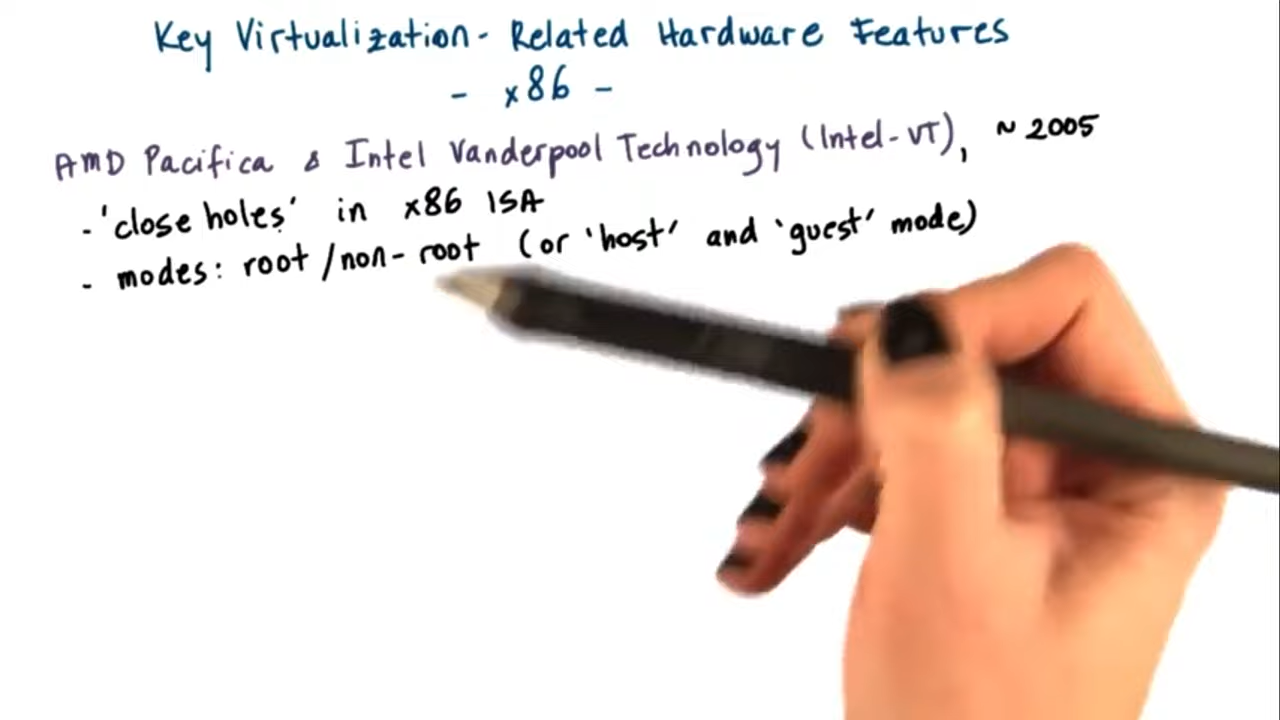 Key Virtualization - Related Hardware Features
- x86 -
AMD Pacifica & Intel Vanderpool Technology (Intel-VT), ~ 2005
- 'close holes' in x86 ISA
- modes: root/non-root (or 'host' and 'guest' mode)